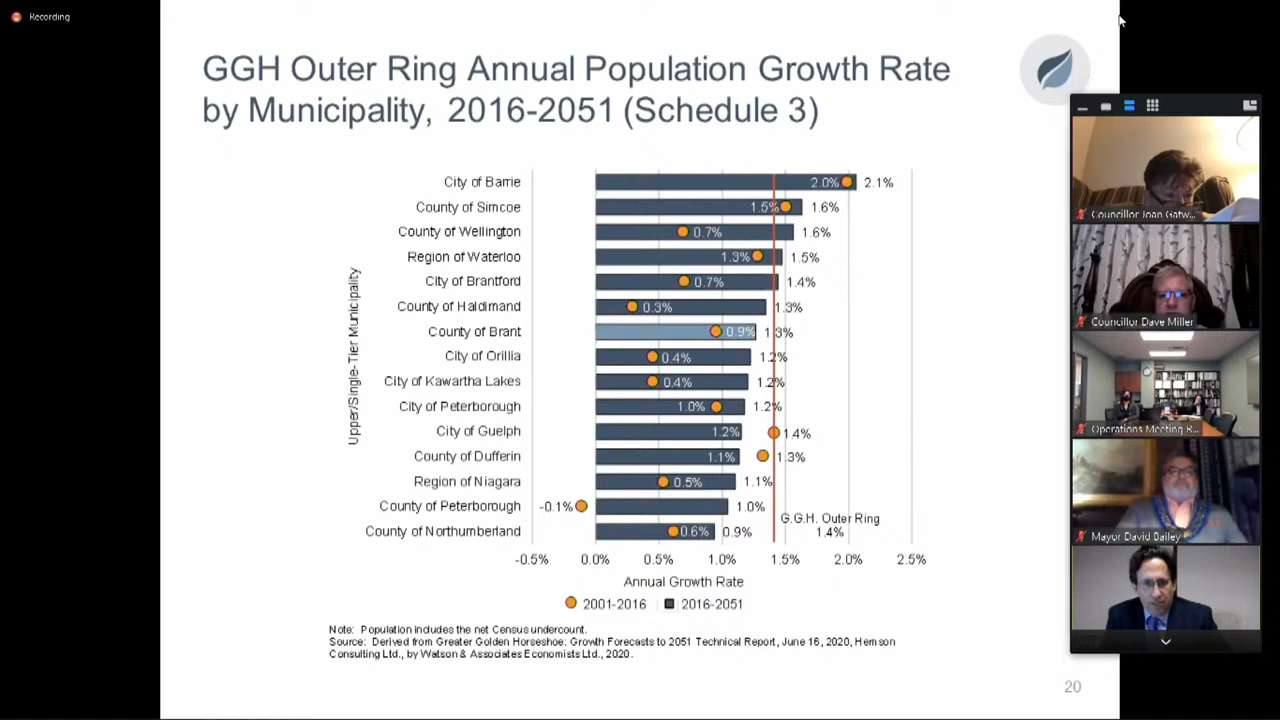 Recording
GGH Outer Ring Annual Population Growth Rate
by Municipality, 2016-2051 (Schedule 3)
Upper/Single-Tier Municipality
City of Barrie 2.0% 2.1%
County of Simcoe 1.5% 1.6%
County of Wellington 0.7% 1.6%
Region of Waterloo 1.3% 1.5%
City of Brantford 0.7% 1.4%
County of Haldimand 0.3% 1.3%
County of Brant 0.9% 1.3%
City of Orillia 0.4% 1.2%
City of Kawartha Lakes 0.4% 1.2%
City of Peterborough 1.0% 1.2%
City of Guelph 1.2% 1.4%
County of Dufferin 1.1% 1.3%
Region of Niagara 0.5% 1.1%
County of Peterborough -0.1% 1.0%
County of Northumberland 0.6% 0.9%
G.G.H. Outer Ring
1.4%
-0.5% 0.0% 0.5% 1.0% 1.5% 2.0% 2.5%
Annual Growth Rate
2001-2016 2016-2051
Note: Population includes the net Census undercount.
Source: Derived from Greater Golden Horseshoe: Growth Forecasts to 2051 Technical Report, June 16, 2020, Hemson
Consulting Ltd., by Watson & Associates Economists Ltd., 2020.
20
Councillor Joan Gatw...
Councillor Dave Miller
Operations Meeting R...
Mayor David Bailey